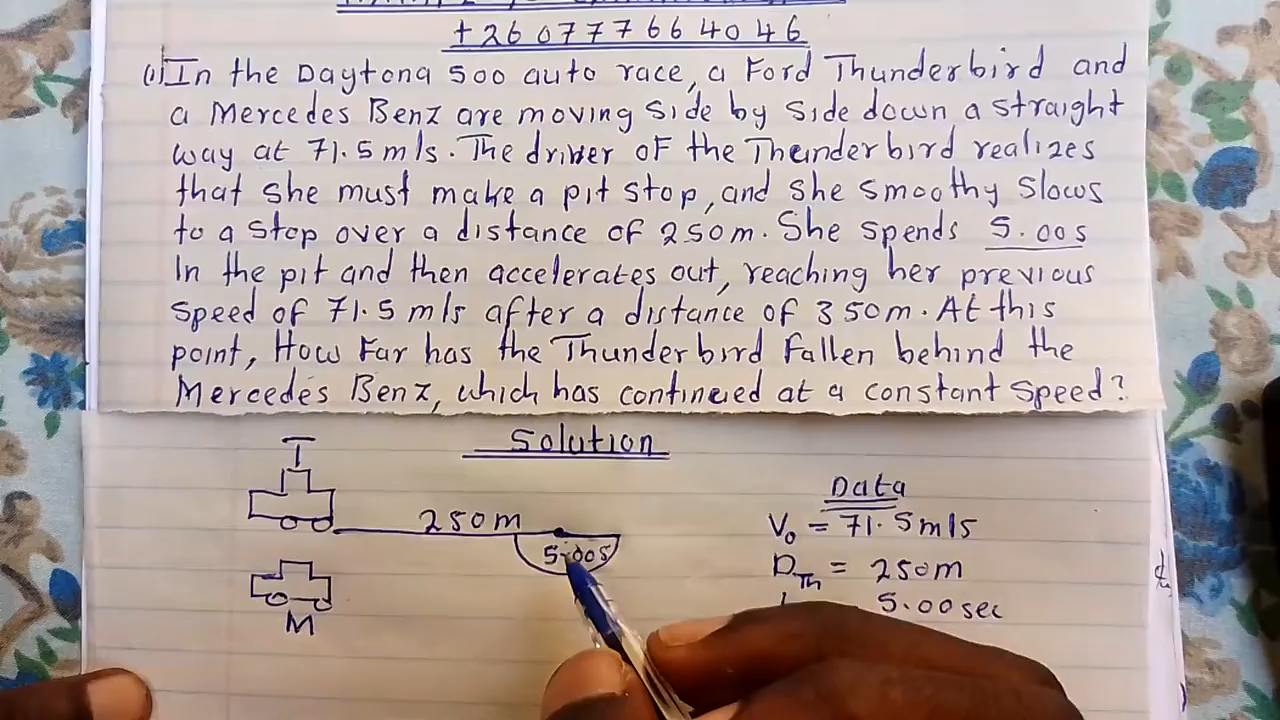 +260777664046
(1) In the Daytona 500 auto race, a Ford Thunderbird and
a Mercedes Benz are moving side by side down a straight
way at 71.5 m/s. The driver of the Thunderbird realizes
that she must make a pit stop, and she smoothy slows
to a stop over a distance of 250m. She spends 5.00s
In the pit and then accelerates out, reaching her previous
speed of 71.5 m/s after a distance of 350m. At this
point, How Far has the Thunderbird fallen behind the
Mercedes Benz, which has continued at a constant speed?
Solution
T
250m
5.00s
M
Data
V₀ = 71.5m/s
D_Th = 250m
5.00sec